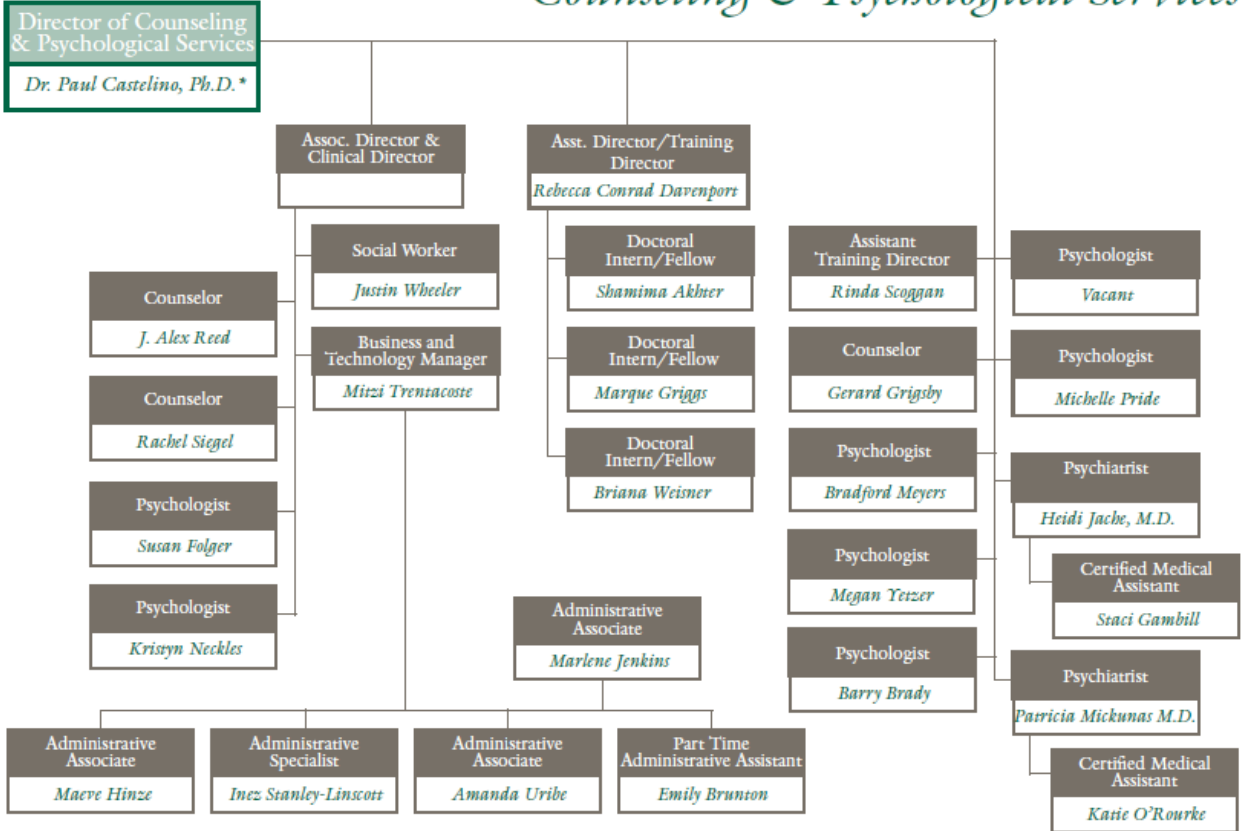 Counseling & Psychological Services
Director of Counseling
& Psychological Services
Dr. Paul Castelino, Ph.D.*
Assoc. Director &
Clinical Director
Asst. Director/Training
Director
Rebecca Conrad Davenport
Social Worker
Justin Wheeler
Counselor
J. Alex Reed
Business and
Technology Manager
Mitzi Trentacoste
Counselor
Rachel Siegel
Psychologist
Susan Folger
Psychologist
Kristyn Neckles
Doctoral
Intern/Fellow
Shamima Akhter
Doctoral
Intern/Fellow
Marque Griggs
Doctoral
Intern/Fellow
Briana Weisner
Assistant
Training Director
Rinda Scoggan
Psychologist
Vacant
Counselor
Gerard Grigsby
Psychologist
Michelle Pride
Psychologist
Bradford Meyers
Psychiatrist
Heidi Jache, M.D.
Psychologist
Megan Yetzer
Certified Medical
Assistant
Staci Gambill
Psychologist
Barry Brady
Psychiatrist
Patricia Mickunas M.D.
Certified Medical
Assistant
Katie O'Rourke
Administrative
Associate
Marlene Jenkins
Administrative
Associate
Maeve Hinze
Administrative
Specialist
Inez Stanley-Linscott
Administrative
Associate
Amanda Uribe
Part Time
Administrative Assistant
Emily Brunton